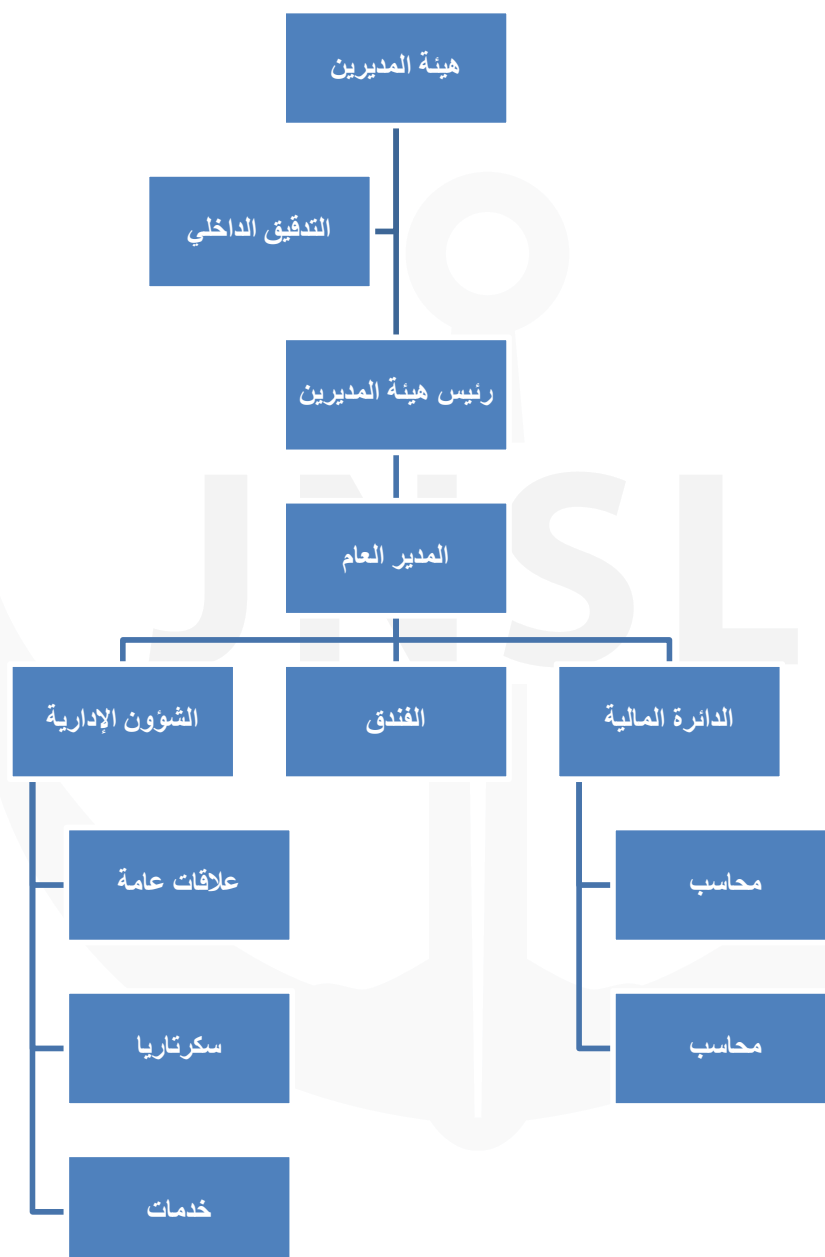 هيئة المديرين
التدقيق الداخلي
رئيس هيئة المديرين
المدير العام
الدائرة المالية
الفندق
الشؤون الإدارية
محاسب
علاقات عامة
محاسب
سكرتاريا
خدمات
JNSL